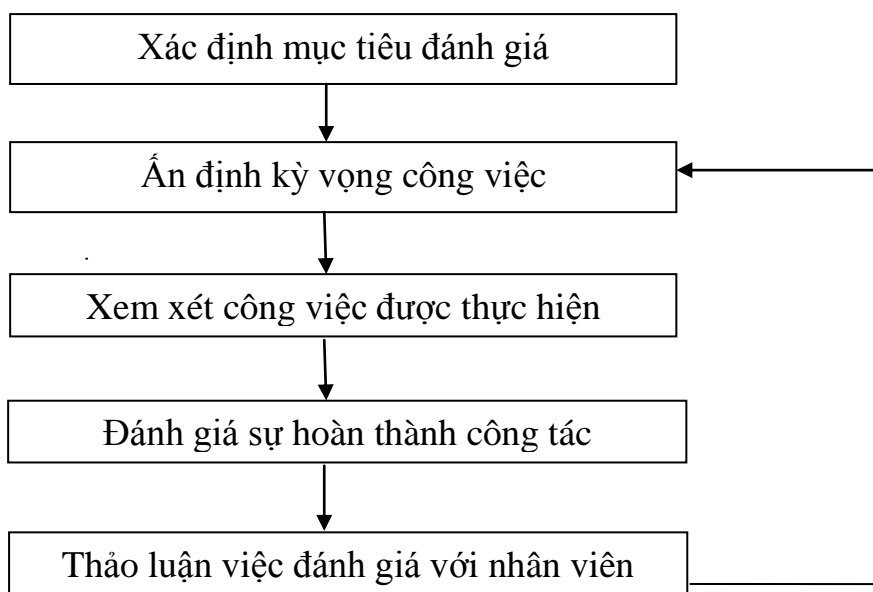 Xác định mục tiêu đánh giá
Ấn định kỳ vọng công việc
Xem xét công việc được thực hiện
Đánh giá sự hoàn thành công tác
Thảo luận việc đánh giá với nhân viên